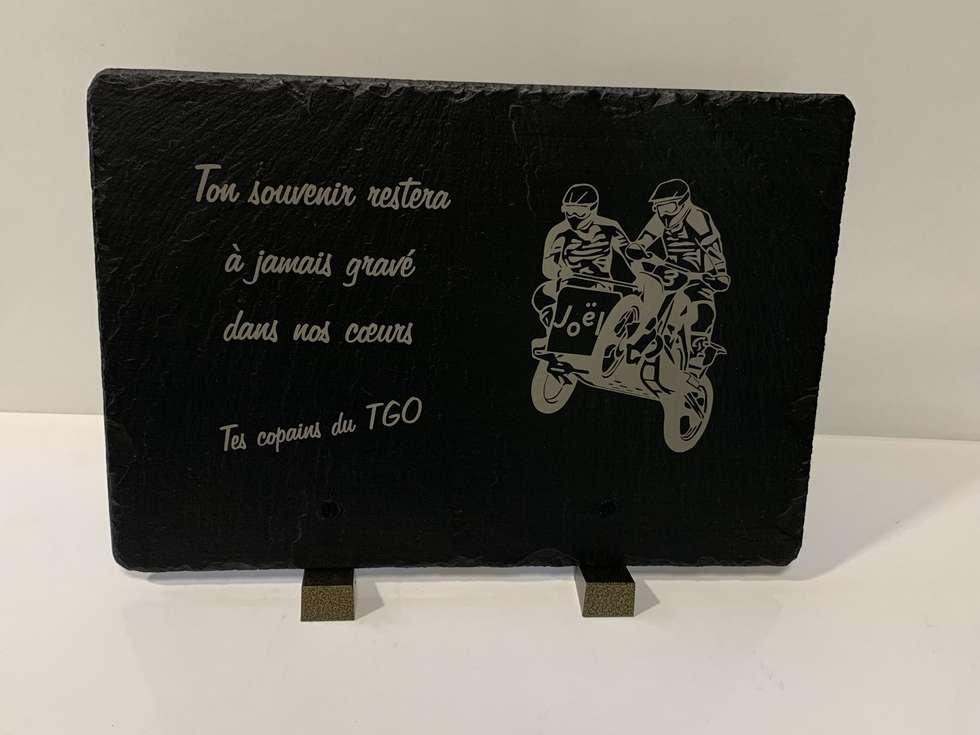 Ton souvenir restera
à jamais gravé
dans nos cœurs
Tes copains du TGO
Joël